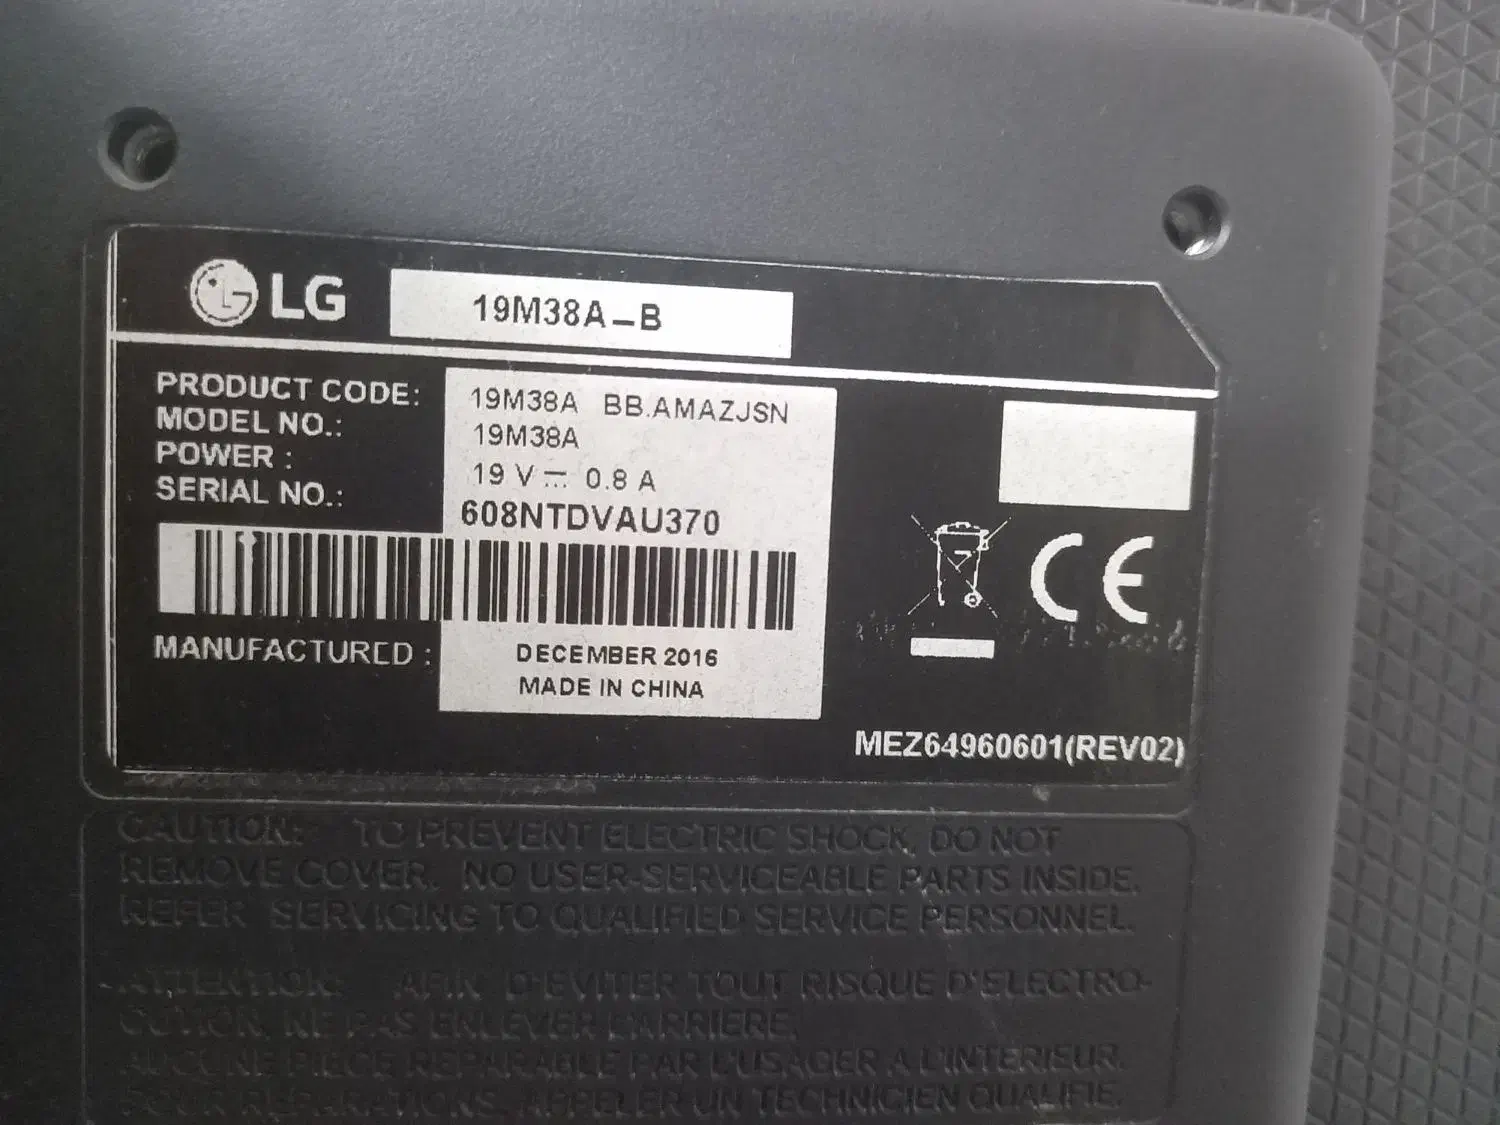 LG 19M38A-B
PRODUCT CODE: 19M38A BB.AMAZJSN
MODEL NO.: 19M38A
POWER : 19 V ⎓ 0.8 A
SERIAL NO.: 608NTDVAU370
MANUFACTURED : DECEMBER 2016
MADE IN CHINA
MEZ64960601(REV02)
CAUTION: TO PREVENT ELECTRIC SHOCK, DO NOT
REMOVE COVER. NO USER-SERVICEABLE PARTS INSIDE.
REFER SERVICING TO QUALIFIED SERVICE PERSONNEL.
ATTENTION: AFIN D'EVITER TOUT RISQUE D'ELECTRO-
CUTION, NE PAS ENLEVER L'ARRIERE.
AUCUNE PIECE REPARABLE PAR L'USAGER A L'INTERIEUR.
POUR REPARATIONS, APPELER UN TECHNICIEN QUALIFIE.